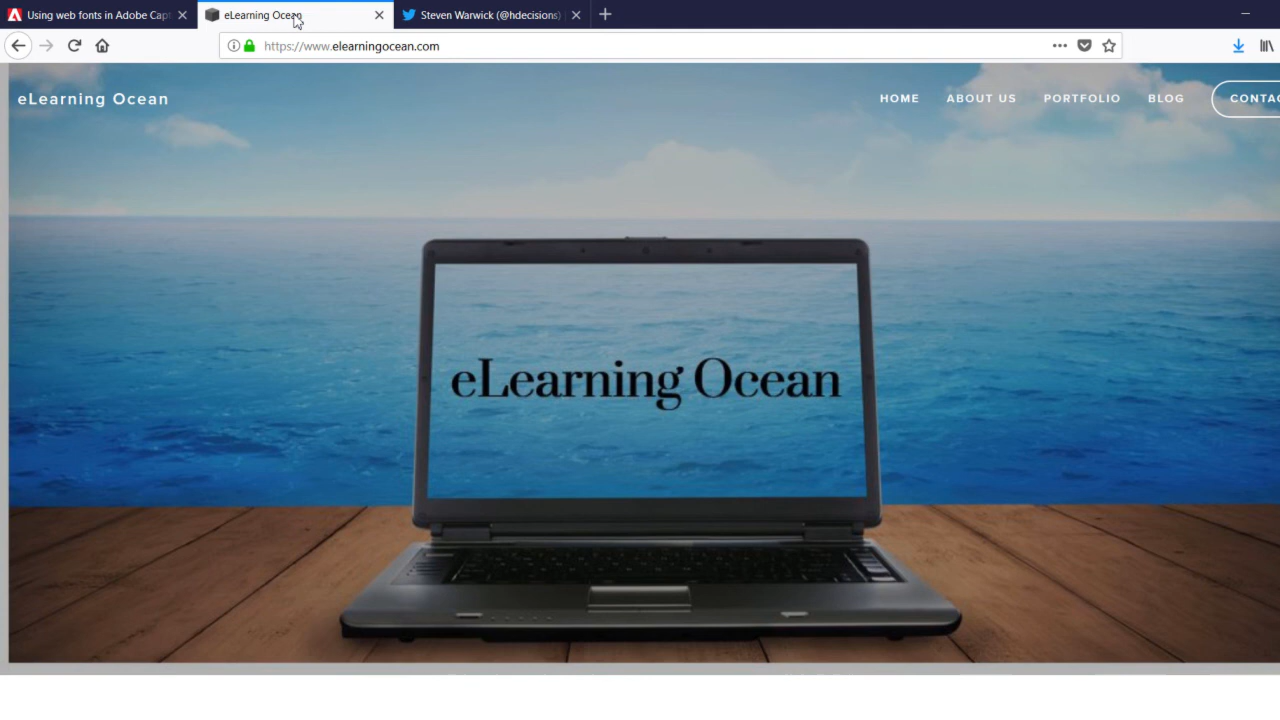 Using web fonts in Adobe Capt
eLearning Ocean
Steven Warwick (@hdecisions)
https://www.elearningocean.com
eLearning Ocean
HOME
ABOUT US
PORTFOLIO
BLOG
CONTAC
eLearning Ocean